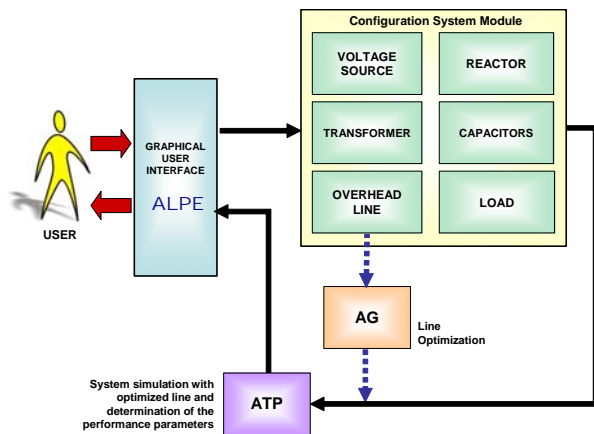 Configuration System Module
VOLTAGE
SOURCE
REACTOR
TRANSFORMER
CAPACITORS
OVERHEAD
LINE
LOAD
GRAPHICAL
USER
INTERFACE
ALPE
USER
AG
Line
Optimization
System simulation with
optimized line and
determination of the
performance parameters
ATP